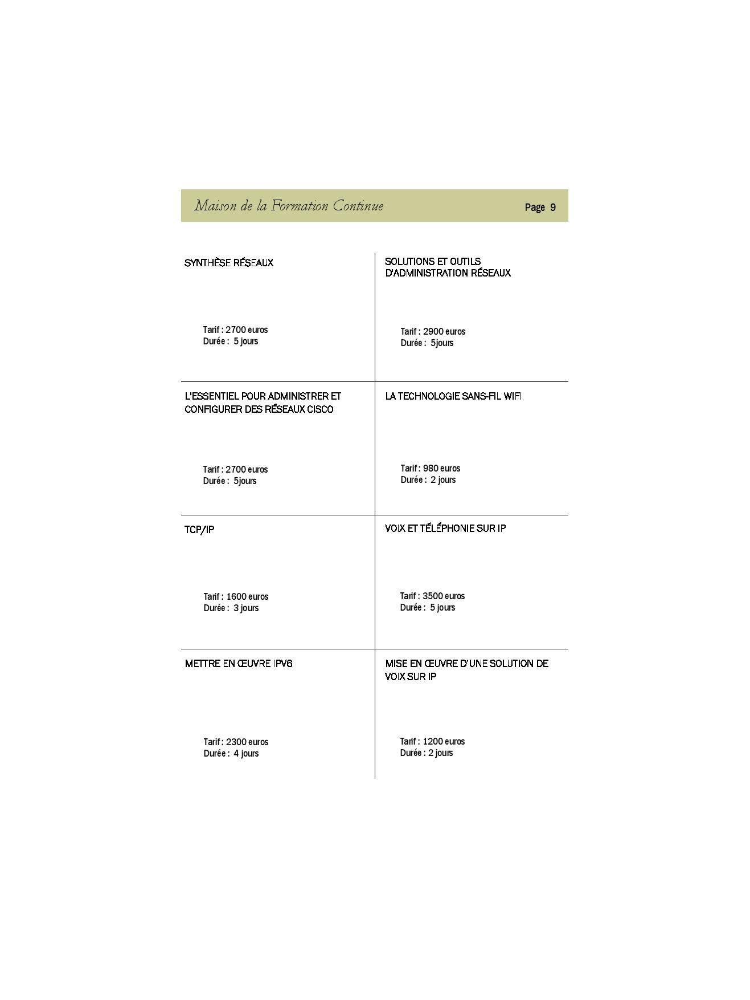 Maison de la Formation Continue
Page 9
SYNTHÈSE RÉSEAUX
Tarif : 2700 euros
Durée : 5 jours
SOLUTIONS ET OUTILS
D'ADMINISTRATION RÉSEAUX
Tarif : 2900 euros
Durée : 5jours
L'ESSENTIEL POUR ADMINISTRER ET
CONFIGURER DES RÉSEAUX CISCO
Tarif : 2700 euros
Durée : 5jours
LA TECHNOLOGIE SANS-FIL WIFI
Tarif : 980 euros
Durée : 2 jours
TCP/IP
Tarif : 1600 euros
Durée : 3 jours
VOIX ET TÉLÉPHONIE SUR IP
Tarif : 3500 euros
Durée : 5 jours
METTRE EN ŒUVRE IPV6
Tarif : 2300 euros
Durée : 4 jours
MISE EN ŒUVRE D'UNE SOLUTION DE
VOIX SUR IP
Tarif : 1200 euros
Durée : 2 jours